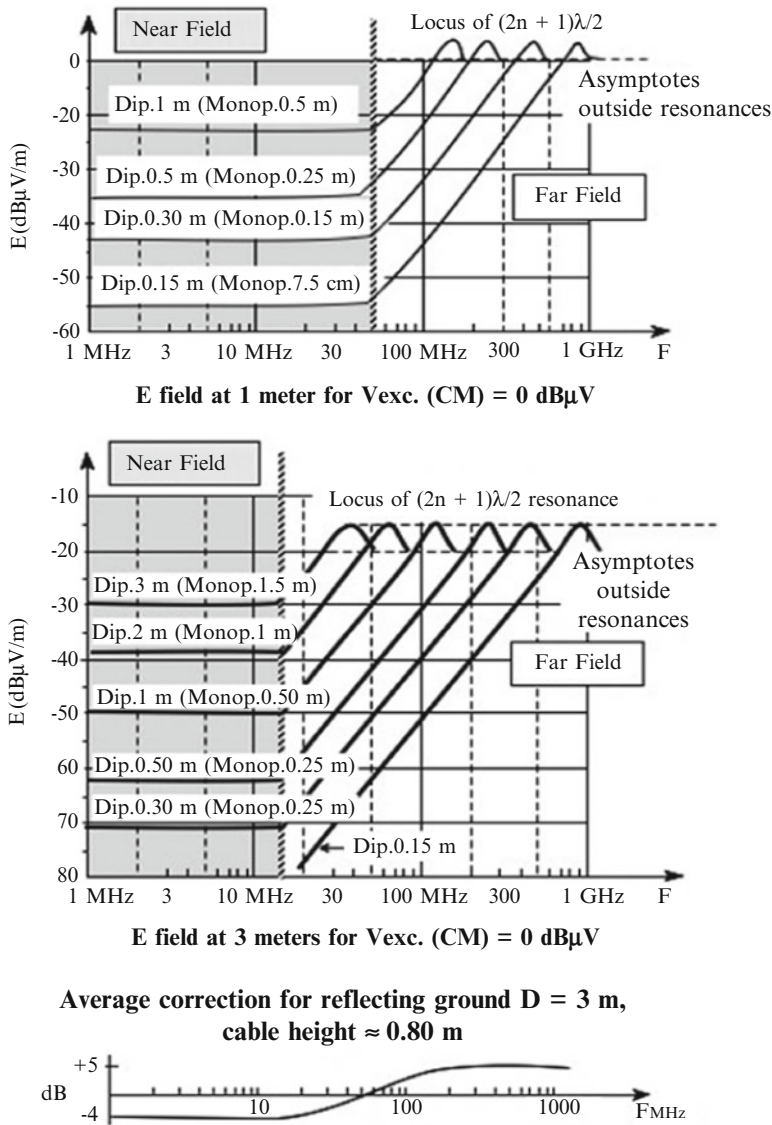 Near Field
Locus of (2n + 1)λ/2
0
Asymptotes
outside resonances
Dip.1 m (Monop.0.5 m)
-20
-30
Dip.0.5 m (Monop.0.25 m)
Far Field
Dip.0.30 m (Monop.0.15 m)
-40
-50
Dip.0.15 m (Monop.7.5 cm)
-60
E(dBµV/m)
1 MHz 3 10 MHz 30 100 MHz 300 1 GHz F
E field at 1 meter for Vexc. (CM) = 0 dBµV
Near Field
-10
Locus of (2n + 1)λ/2 resonance
-20
Asymptotes
outside
resonances
Dip.3 m (Monop.1.5 m)
-30
Dip.2 m (Monop.1 m)
-40
Far Field
Dip.1 m (Monop.0.50 m)
-50
Dip.0.50 m (Monop.0.25 m)
60
Dip.0.30 m (Monop.0.25 m)
70
Dip.0.15 m
80
E(dBµV/m)
1 MHz 3 10 MHz 30 100 MHz 300 1 GHz F
E field at 3 meters for Vexc. (CM) = 0 dBµV
Average correction for reflecting ground D = 3 m,
cable height ≈ 0.80 m
+5
dB
-4
10 100 1000 FMHz